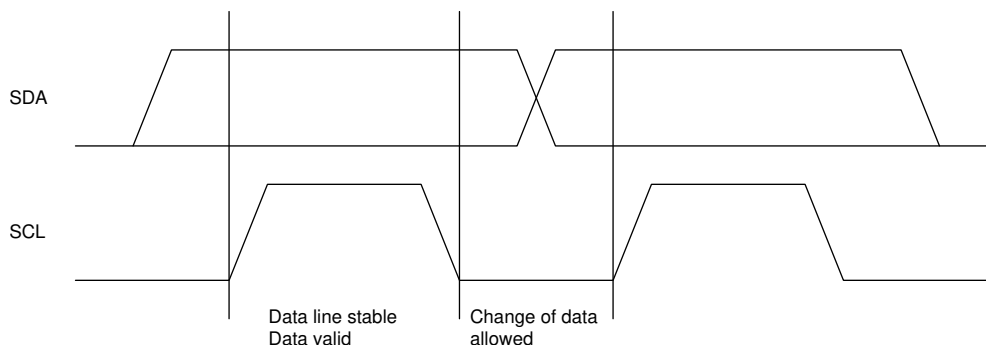 SDA
SCL
Data line stable
Data valid
Change of data
allowed